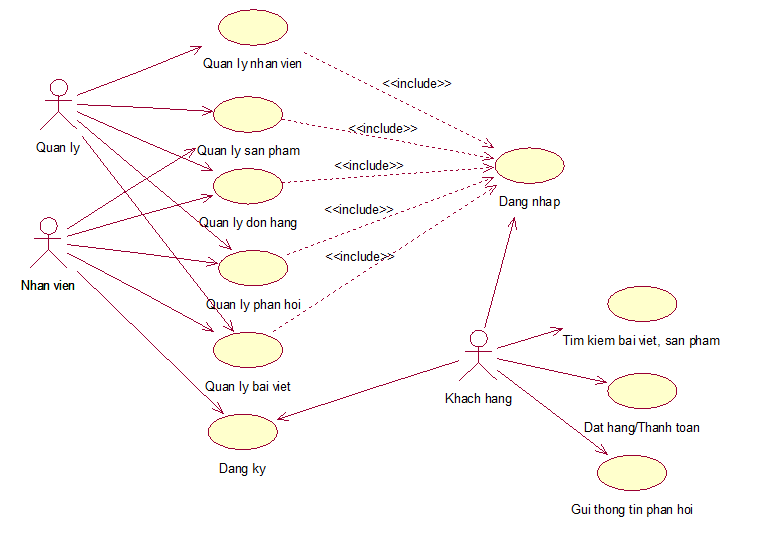 Quan ly nhan vien
<<include>>
<<include>>
Quan ly san pham
Quan ly
<<include>>
Dang nhap
<<include>>
Quan ly don hang
<<include>>
Nhan vien
Quan ly phan hoi
Tim kiem bai viet, san pham
Quan ly bai viet
Khach hang
Dat hang/Thanh toan
Dang ky
Gui thong tin phan hoi